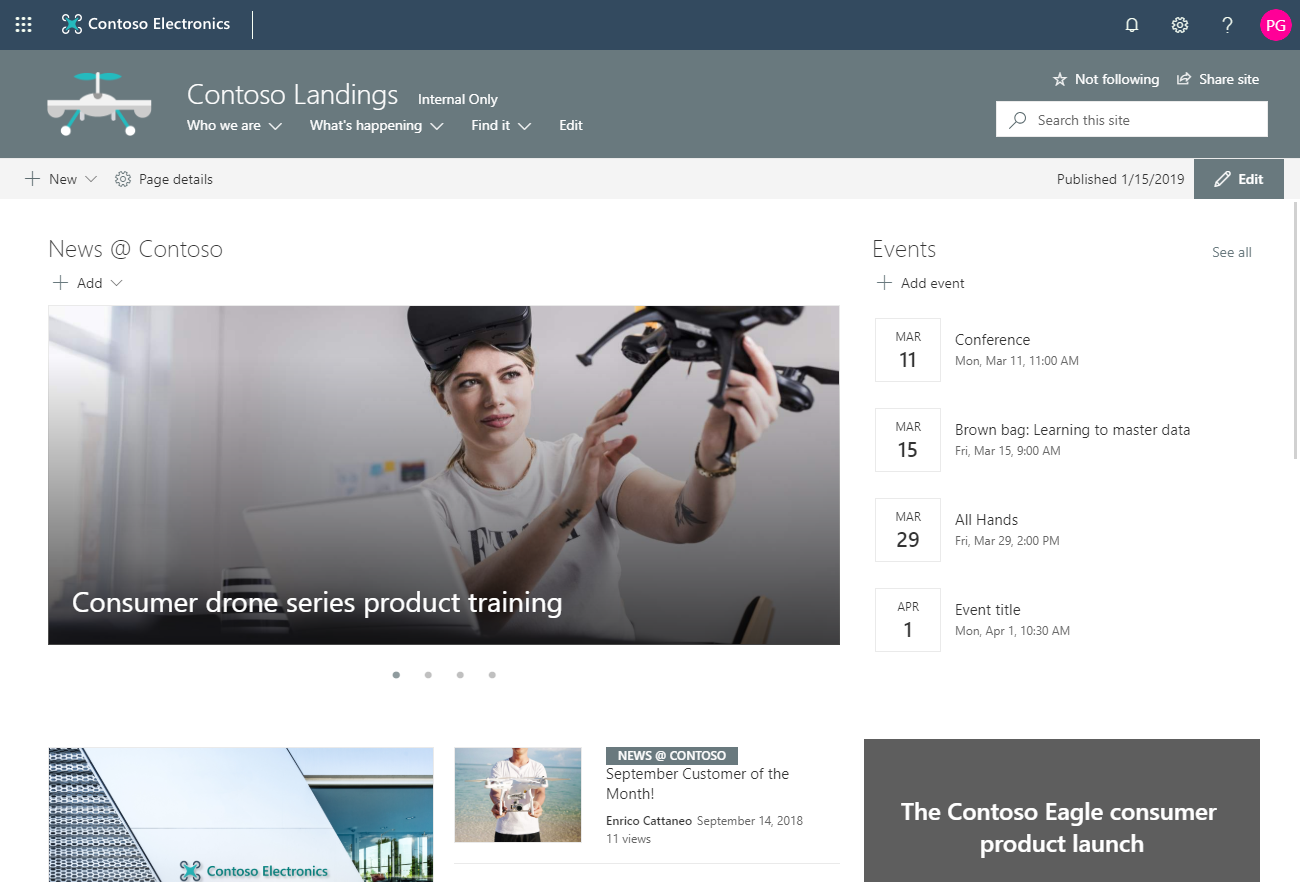 Contoso Electronics
PG
Contoso Landings Internal Only
Not following Share site
Who we are What's happening Find it Edit
Search this site
New Page details
Published 1/15/2019 Edit
News @ Contoso
Add
Consumer drone series product training
Events See all
Add event
MAR
11
Conference
Mon, Mar 11, 11:00 AM
MAR
15
Brown bag: Learning to master data
Fri, Mar 15, 9:00 AM
MAR
29
All Hands
Fri, Mar 29, 2:00 PM
APR
1
Event title
Mon, Apr 1, 10:30 AM
Contoso Electronics
NEWS @ CONTOSO
September Customer of the
Month!
Enrico Cattaneo September 14, 2018
11 views
The Contoso Eagle consumer
product launch